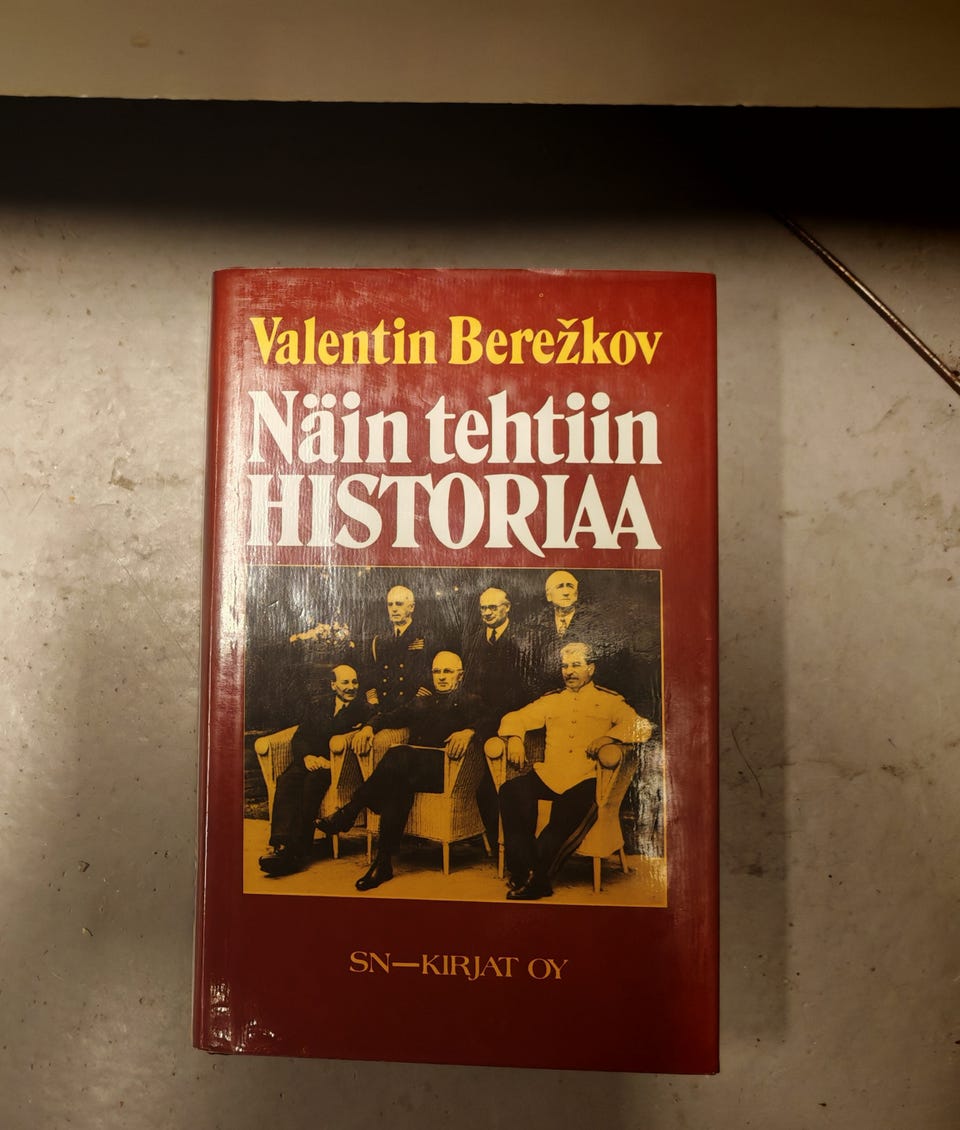 Valentin Berežkov
Näin tehtiin
HISTORIAA
SN—KIRJAT OY